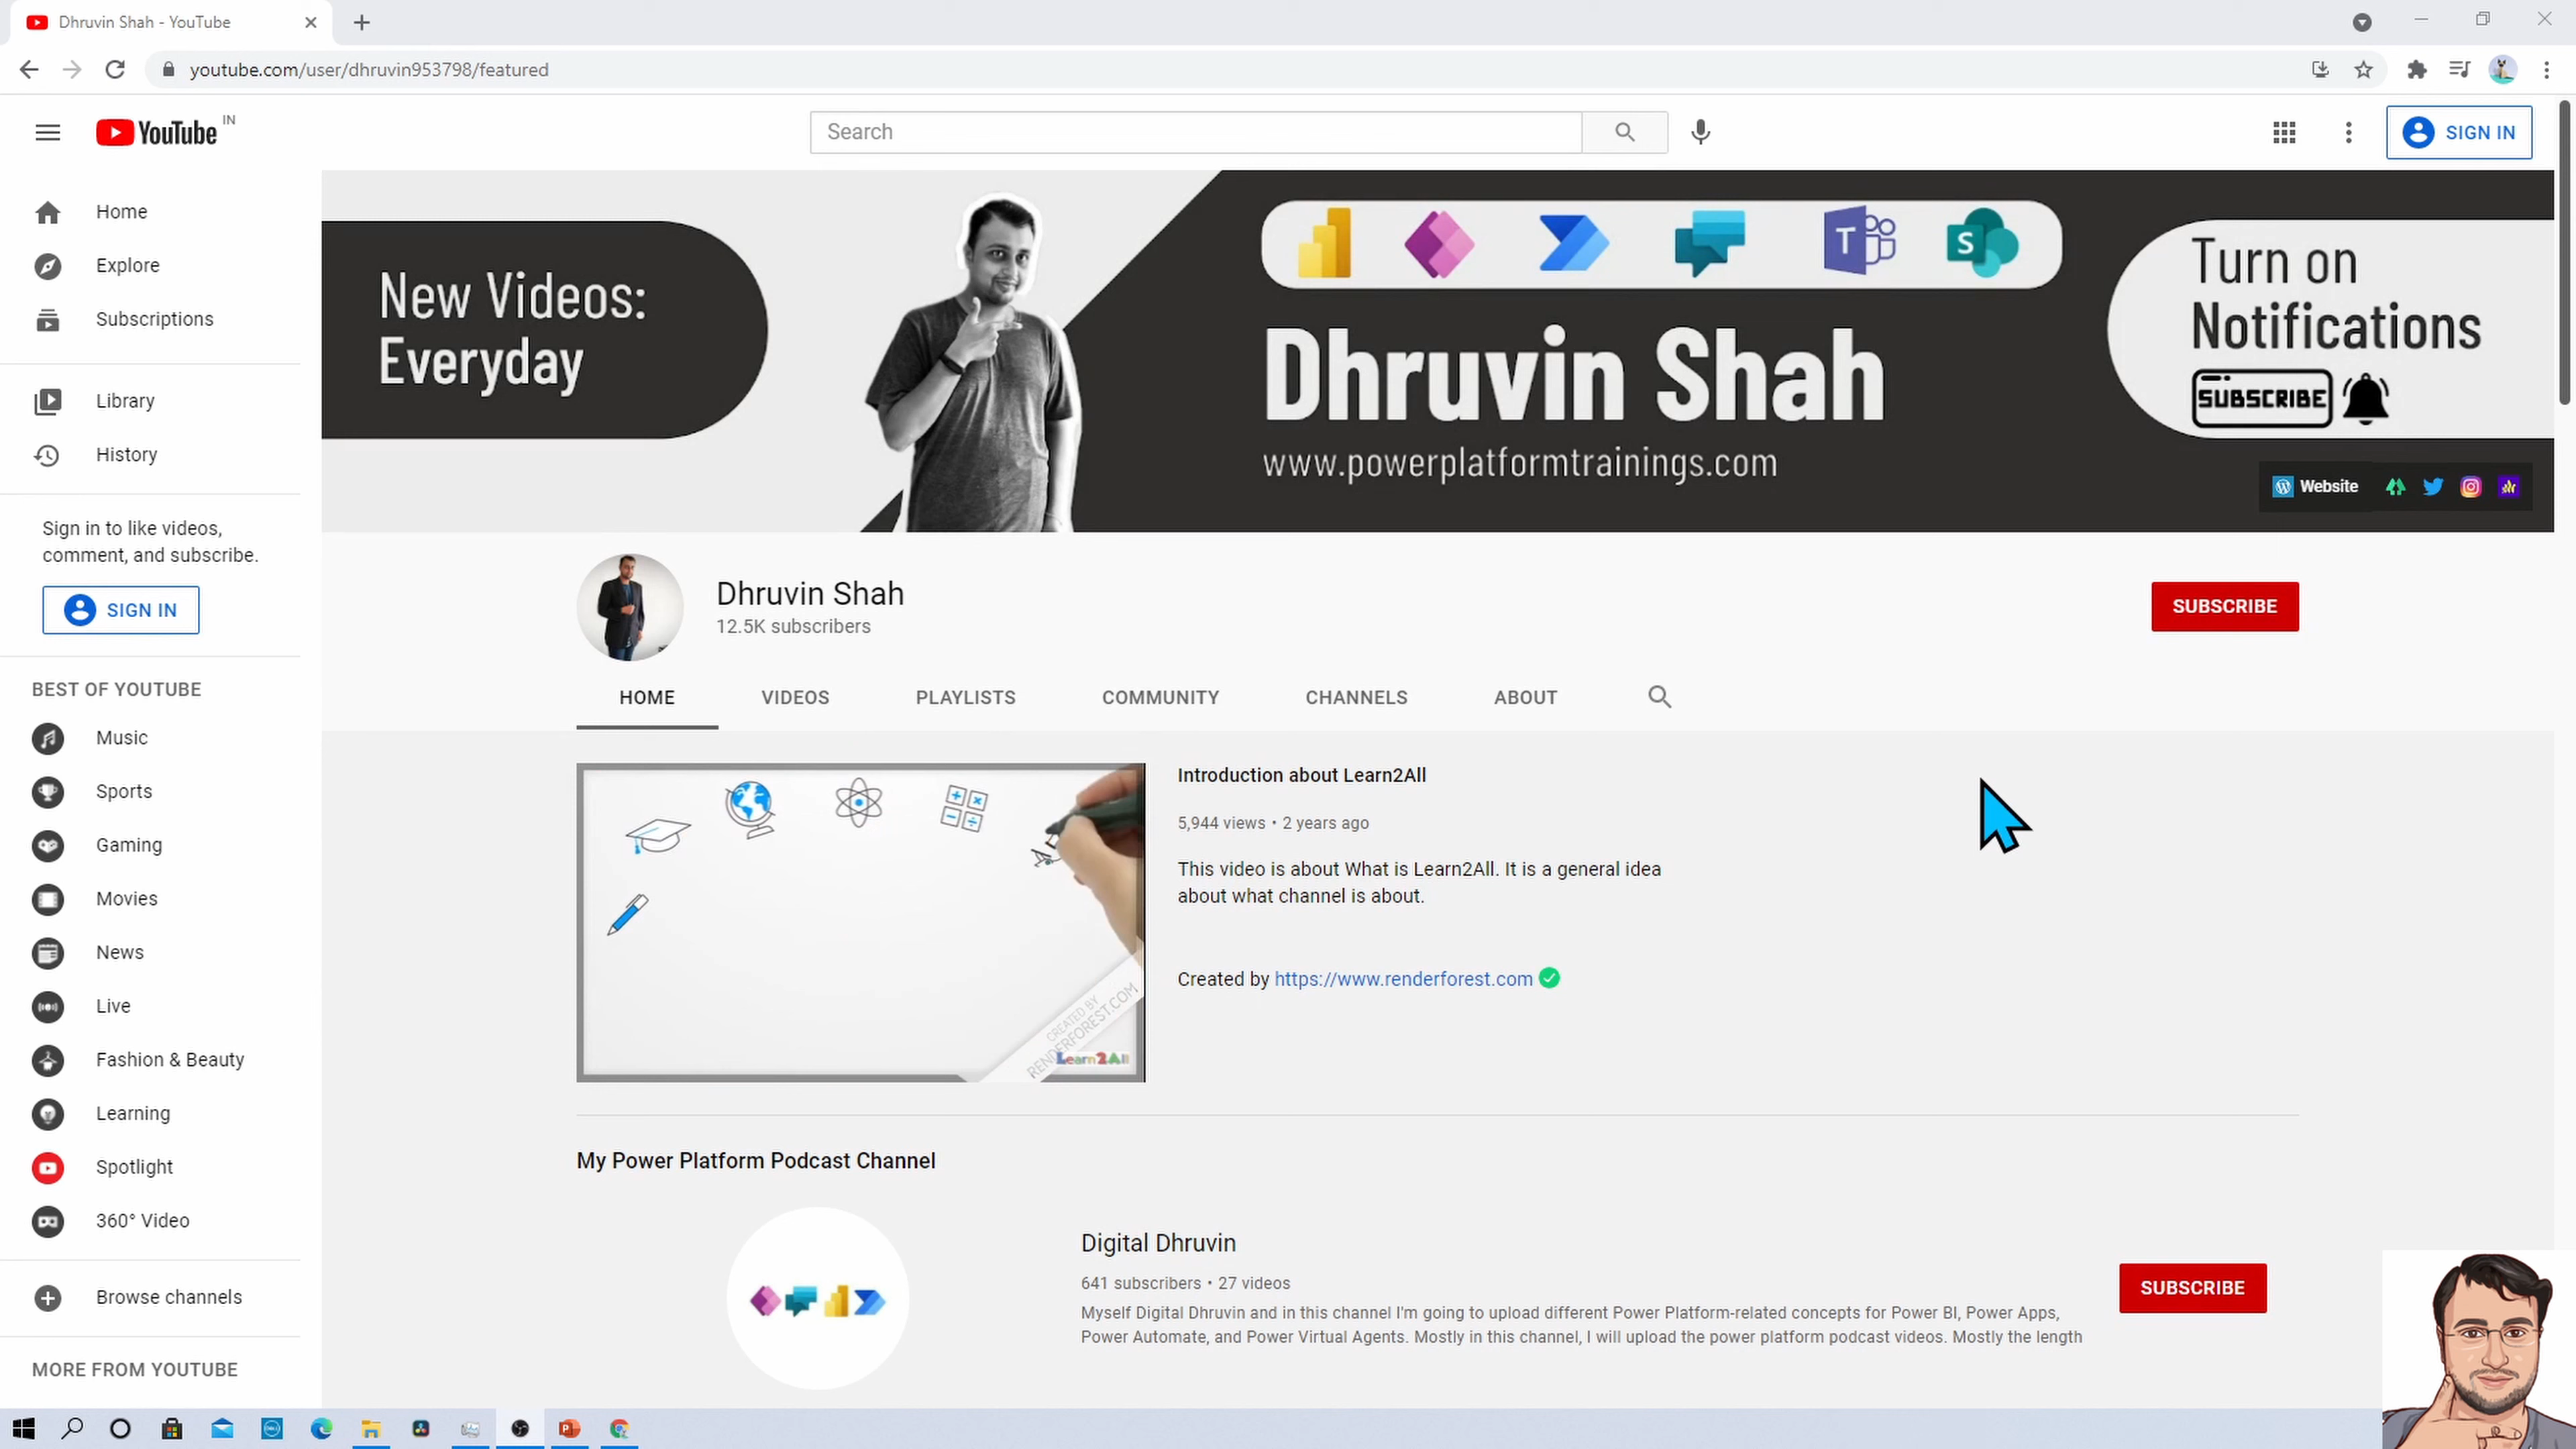 Dhruvin Shah - YouTube
youtube.com/user/dhruvin953798/featured
YouTube IN
Search
SIGN IN
Home
Explore
Subscriptions
Library
History
Sign in to like videos,
comment, and subscribe.
SIGN IN
BEST OF YOUTUBE
Music
Sports
Gaming
Movies
News
Live
Fashion & Beauty
Learning
Spotlight
360° Video
Browse channels
MORE FROM YOUTUBE
New Videos:
Everyday
T
S
Dhruvin Shah
www.powerplatformtrainings.com
Turn on
Notifications
SUBSCRIBE
Website
Dhruvin Shah
12.5K subscribers
SUBSCRIBE
HOME
VIDEOS
PLAYLISTS
COMMUNITY
CHANNELS
ABOUT
CREATED BY
RENDERFOREST.COM
Learn2All
Introduction about Learn2All
5,944 views • 2 years ago
This video is about What is Learn2All. It is a general idea
about what channel is about.
Created by https://www.renderforest.com
My Power Platform Podcast Channel
Digital Dhruvin
641 subscribers • 27 videos
Myself Digital Dhruvin and in this channel I'm going to upload different Power Platform-related concepts for Power BI, Power Apps,
Power Automate, and Power Virtual Agents. Mostly in this channel, I will upload the power platform podcast videos. Mostly the length
SUBSCRIBE